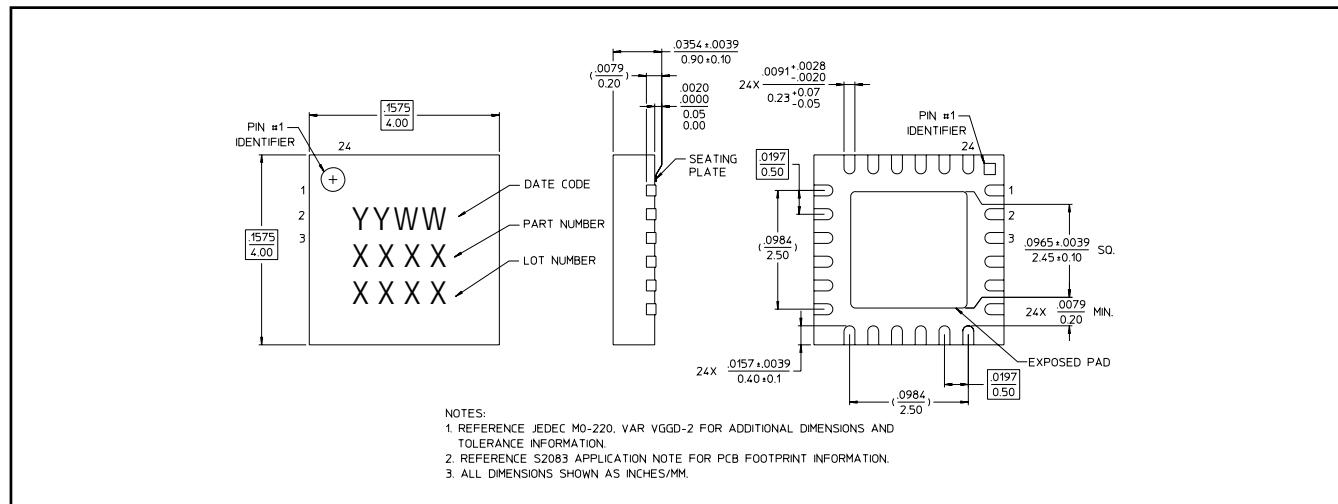 .1575
4.00
PIN #1
IDENTIFIER
24
1
2
3
.1575
4.00
YYWW
XXXX
XXXX
DATE CODE
PART NUMBER
LOT NUMBER
.0354±.0039
0.90±0.10
(.0079)
0.20
.0020
.0000
0.05
0.00
SEATING
PLATE
24X .0091 +.0028
-.0020
0.23 +0.07
-0.05
PIN #1
IDENTIFIER
24
.0197
0.50
1
2
3
(.0984)
2.50
.0965±.0039 SQ.
2.45±0.10
24X .0079 MIN.
0.20
24X .0157±.0039
0.40±0.1
EXPOSED PAD
(.0984)
2.50
.0197
0.50
NOTES:
1. REFERENCE JEDEC MO-220, VAR VGGD-2 FOR ADDITIONAL DIMENSIONS AND
TOLERANCE INFORMATION.
2. REFERENCE S2083 APPLICATION NOTE FOR PCB FOOTPRINT INFORMATION.
3. ALL DIMENSIONS SHOWN AS INCHES/MM.